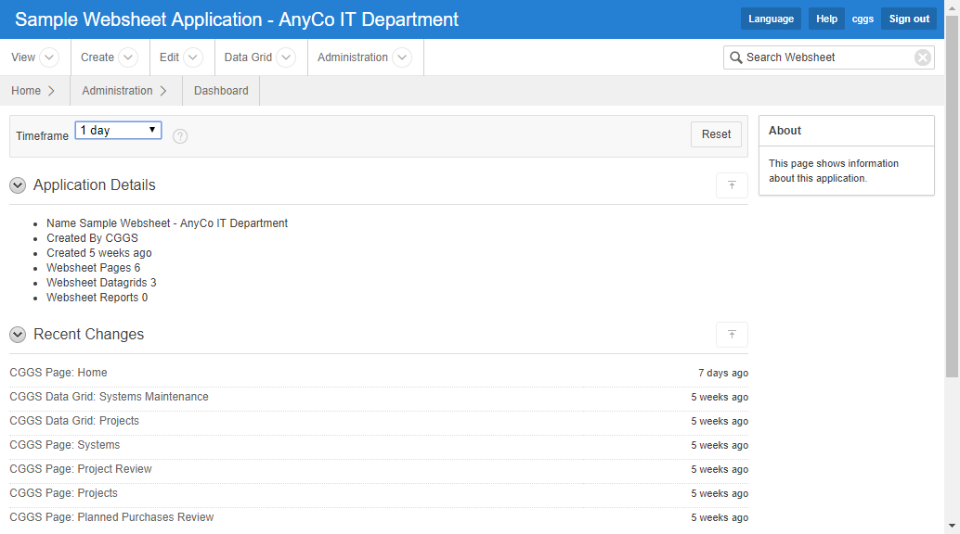 Sample Websheet Application - AnyCo IT Department
Language Help cggs Sign out
View Create Edit Data Grid Administration
Search Websheet
Home Administration Dashboard
Timeframe 1 day ? Reset
About
This page shows information
about this application.
Application Details
Name Sample Websheet - AnyCo IT Department
Created By CGGS
Created 5 weeks ago
Websheet Pages 6
Websheet Datagrids 3
Websheet Reports 0
Recent Changes
CGGS Page: Home 7 days ago
CGGS Data Grid: Systems Maintenance 5 weeks ago
CGGS Data Grid: Projects 5 weeks ago
CGGS Page: Systems 5 weeks ago
CGGS Page: Project Review 5 weeks ago
CGGS Page: Projects 5 weeks ago
CGGS Page: Planned Purchases Review 5 weeks ago